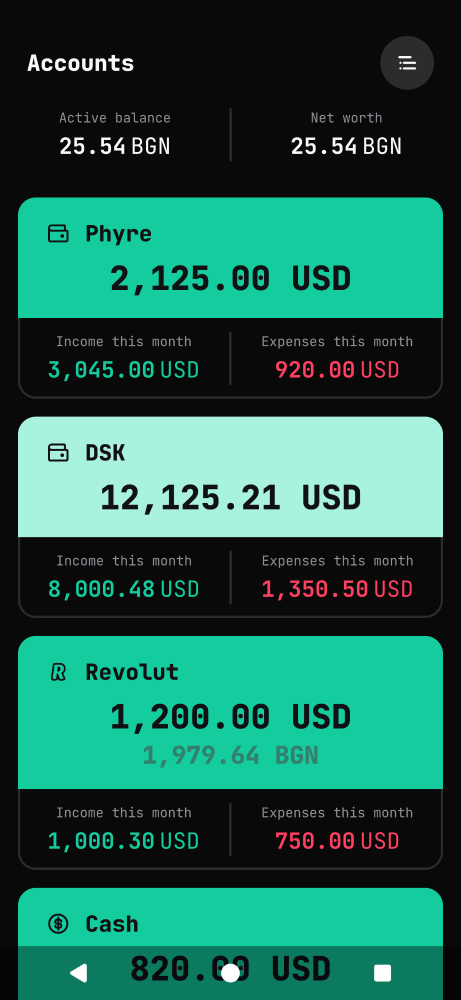 Accounts
Active balance
25.54 BGN
Net worth
25.54 BGN
Phyre
2,125.00 USD
Income this month
3,045.00 USD
Expenses this month
920.00 USD
DSK
12,125.21 USD
Income this month
8,000.48 USD
Expenses this month
1,350.50 USD
Revolut
1,200.00 USD
1,979.64 BGN
Income this month
1,000.30 USD
Expenses this month
750.00 USD
Cash
820.00 USD